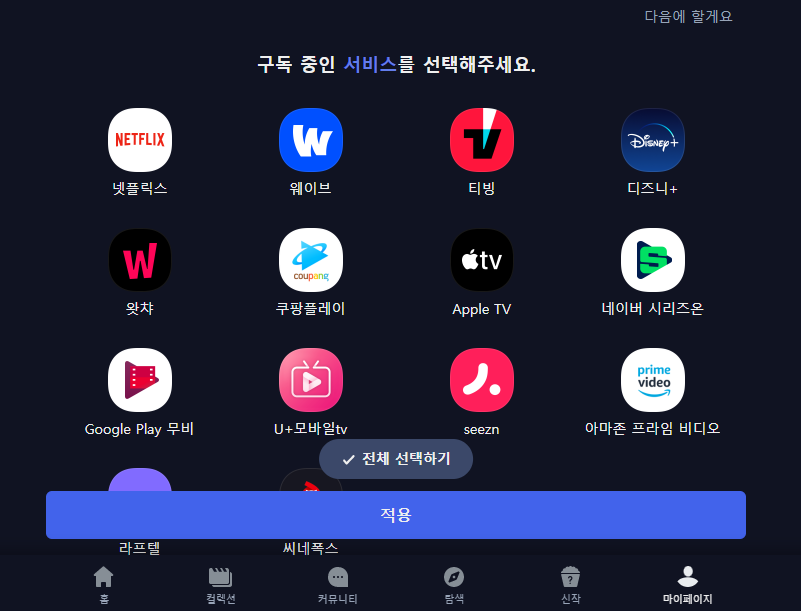 다음에 할게요
구독 중인 서비스를 선택해주세요.
NETFLIX
W
TV
Disney+
넷플릭스
웨이브
티빙
디즈니+
W
coupang
tv
S
왓챠
쿠팡플레이
Apple TV
네이버 시리즈온
prime
video
Google Play 무비
U+모바일tv
seezn
아마존 프라임 비디오
전체 선택하기
적용
라프텔
씨네폭스
홈
컬렉션
커뮤니티
탐색
신작
마이페이지